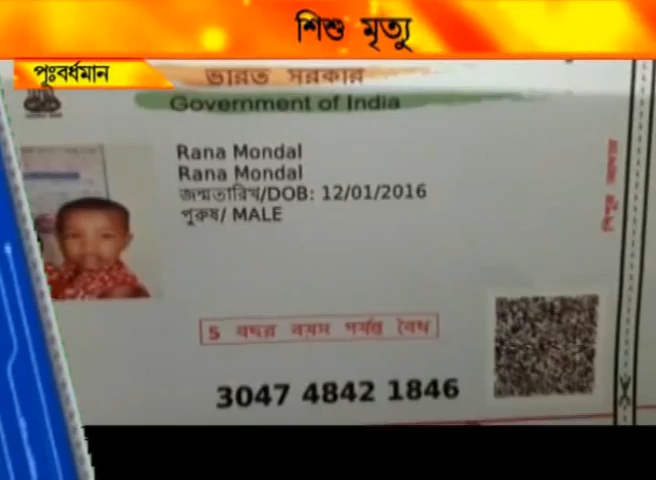 শিশু মৃত্যু
পূঃবর্ধমান
ভারত সরকার
Government of India
Rana Mondal
Rana Mondal
জন্মতারিখ/DOB: 12/01/2016
পুরুষ/ MALE
5 বছর বয়স পর্যন্ত বৈধ
3047 4842 1846